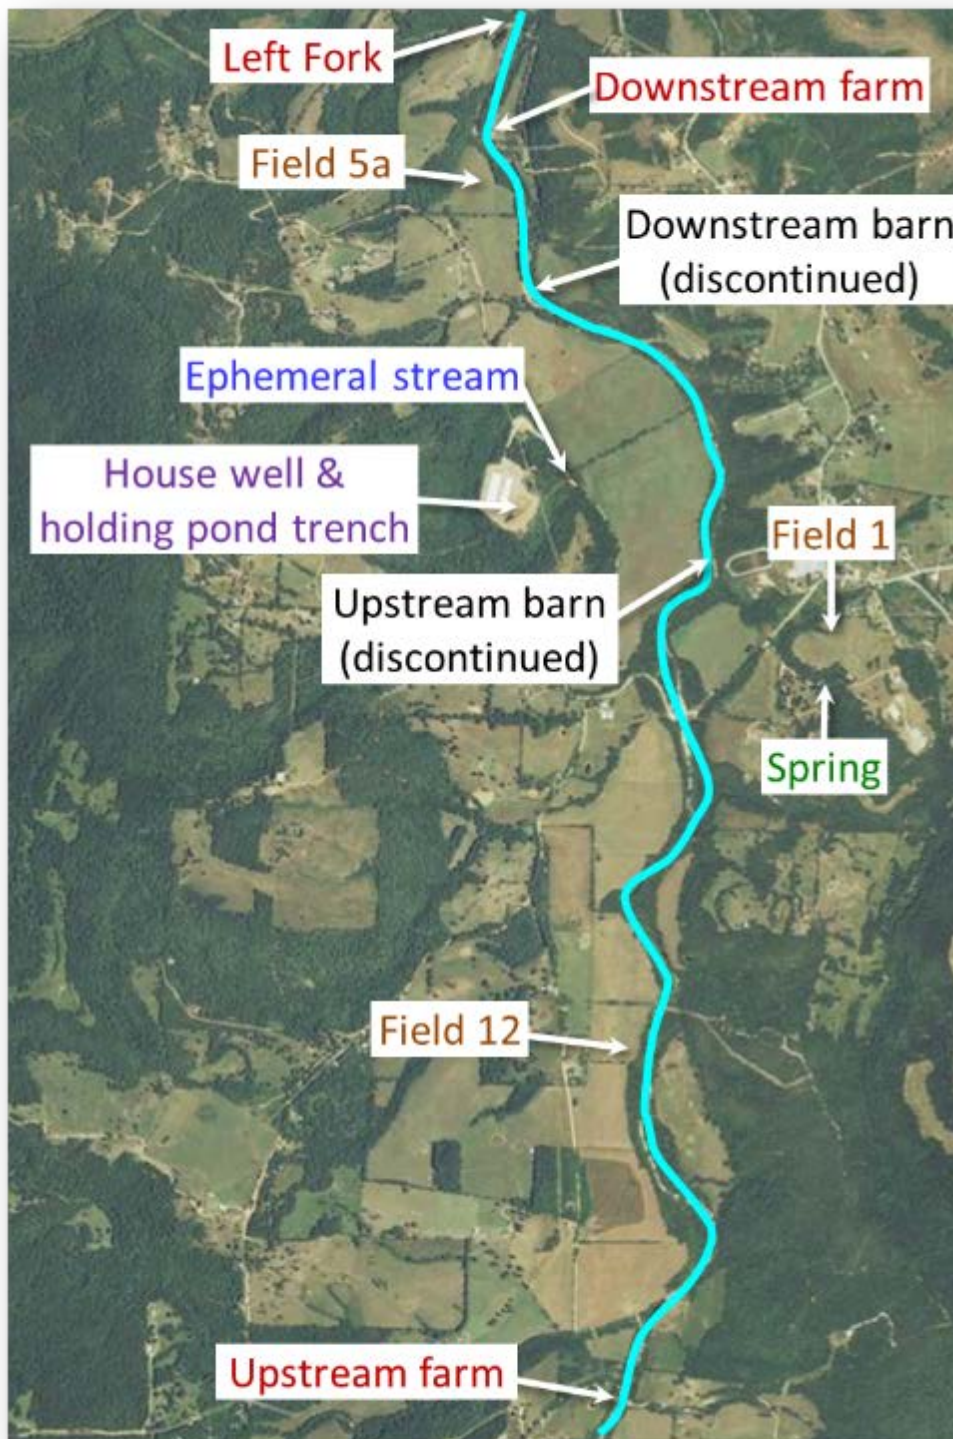 Left Fork
Downstream farm
Field 5a
Downstream barn
(discontinued)
Ephemeral stream
House well &
holding pond trench
Field 1
Upstream barn
(discontinued)
Spring
Field 12
Upstream farm